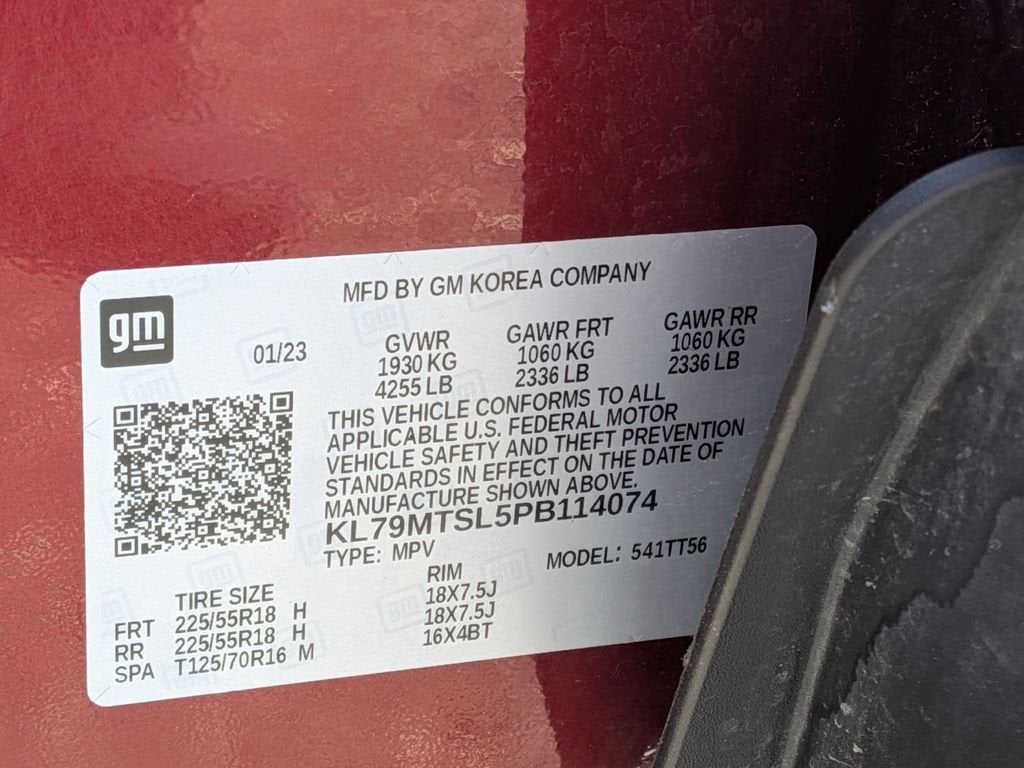 gm
MFD BY GM KOREA COMPANY
01/23
GVWR GAWR FRT GAWR RR
1930 KG 1060 KG 1060 KG
4255 LB 2336 LB 2336 LB
THIS VEHICLE CONFORMS TO ALL
APPLICABLE U.S. FEDERAL MOTOR
VEHICLE SAFETY AND THEFT PREVENTION
STANDARDS IN EFFECT ON THE DATE OF
MANUFACTURE SHOWN ABOVE.
KL79MTSL5PB114074
TYPE: MPV MODEL: 541TT56
TIRE SIZE RIM
FRT 225/55R18 H 18X7.5J
RR 225/55R18 H 18X7.5J
SPA T125/70R16 M 16X4BT